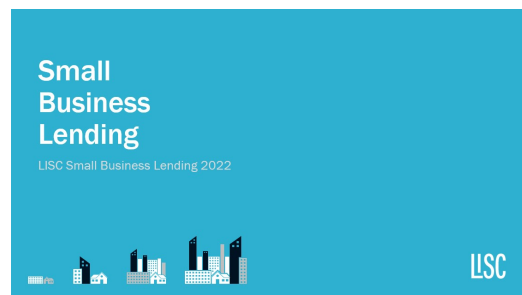 Small
Business
Lending
LISC Small Business Lending 2022
LISC